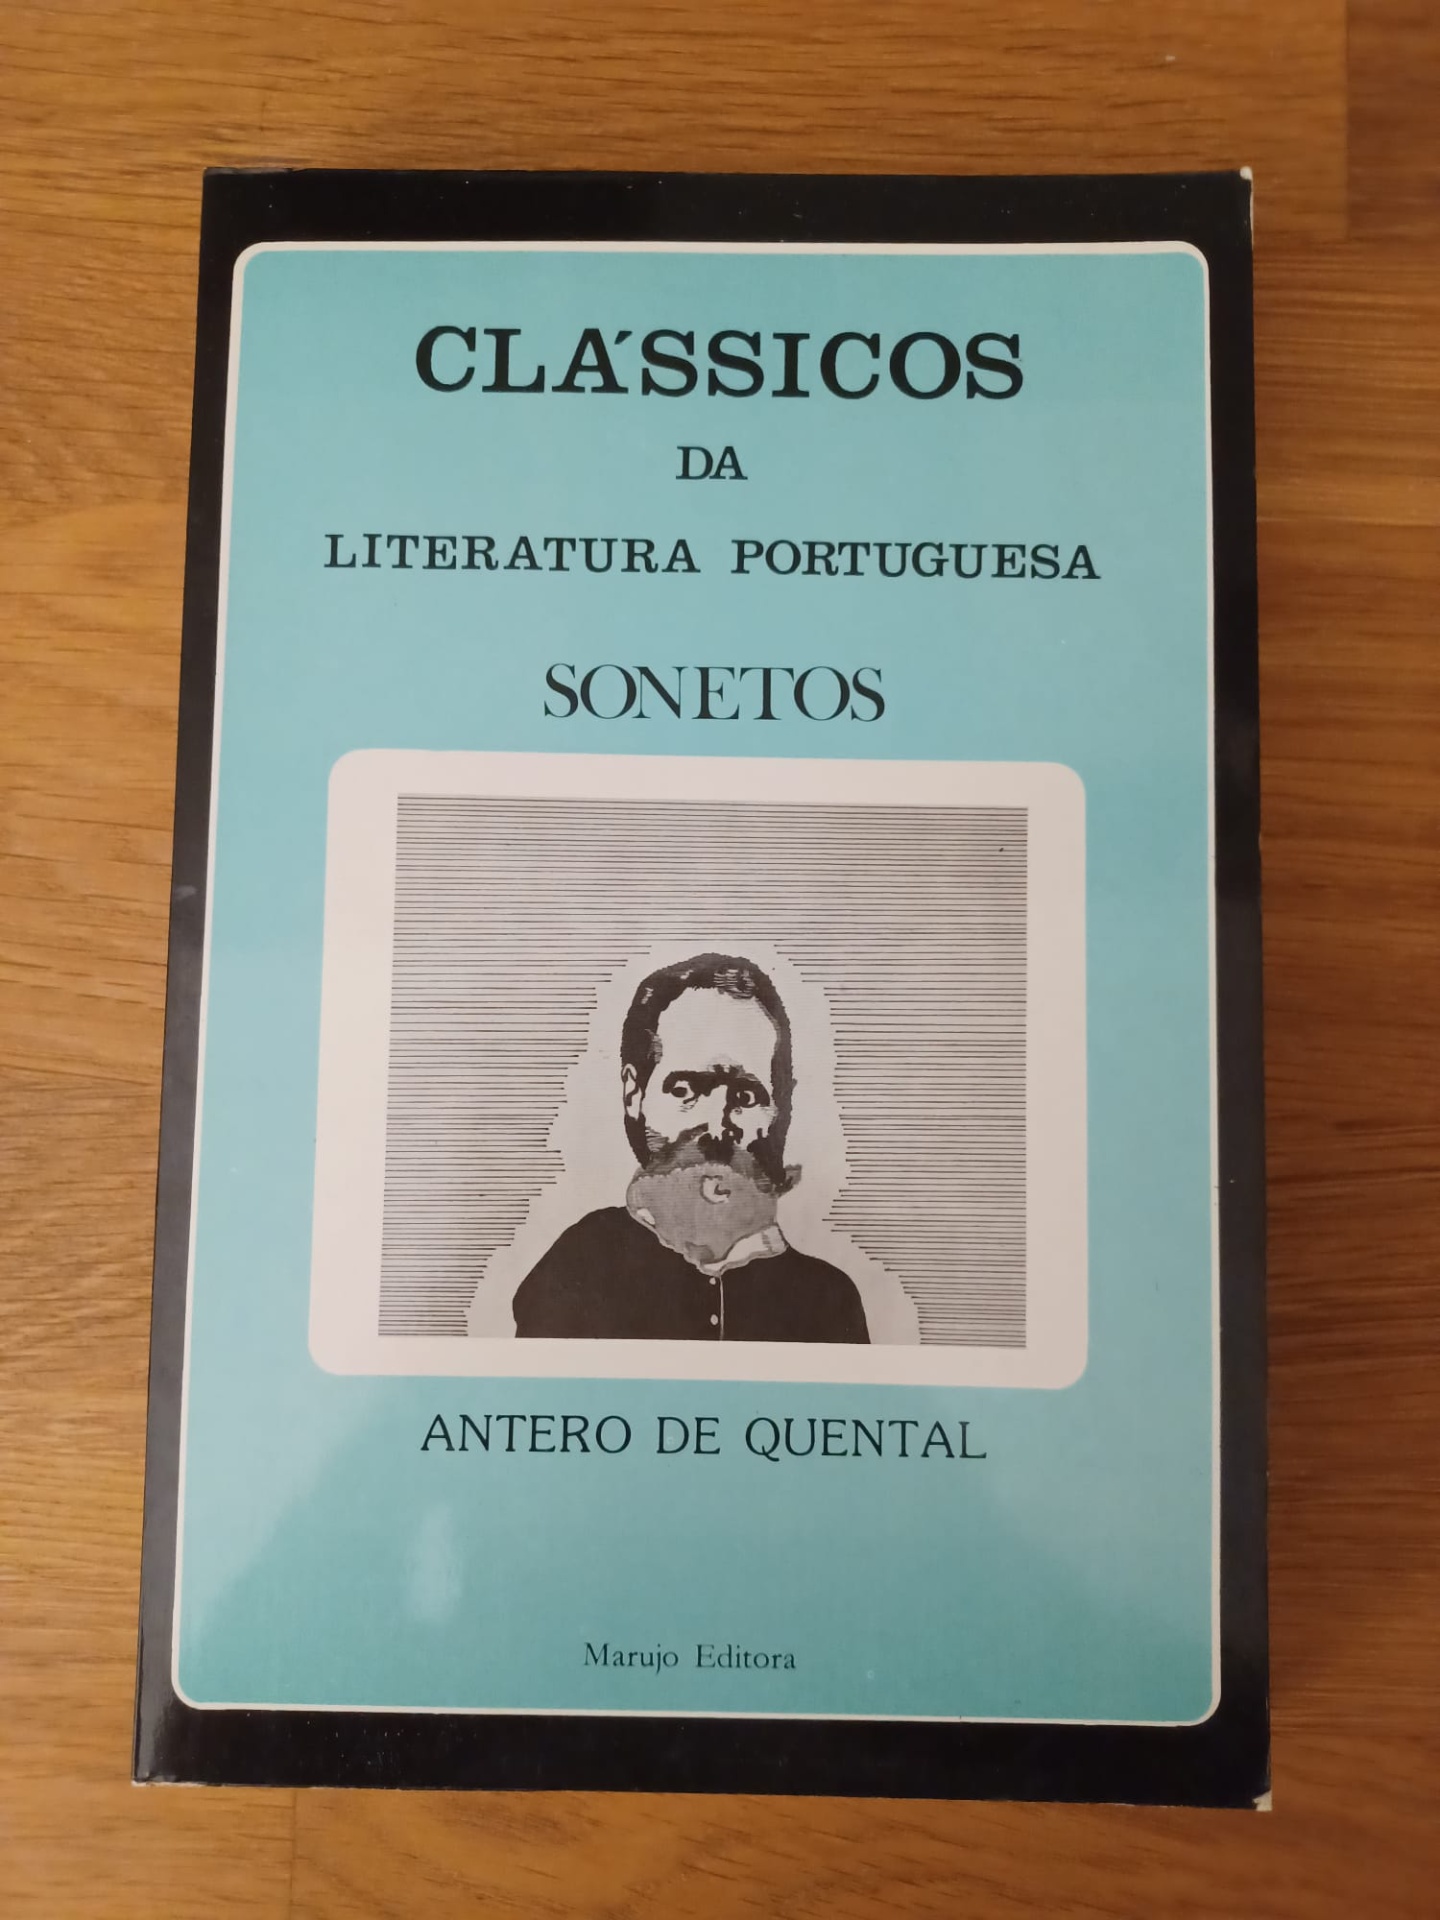 CLÁSSICOS
DA
LITERATURA PORTUGUESA
SONETOS
ANTERO DE QUENTAL
Marujo Editora